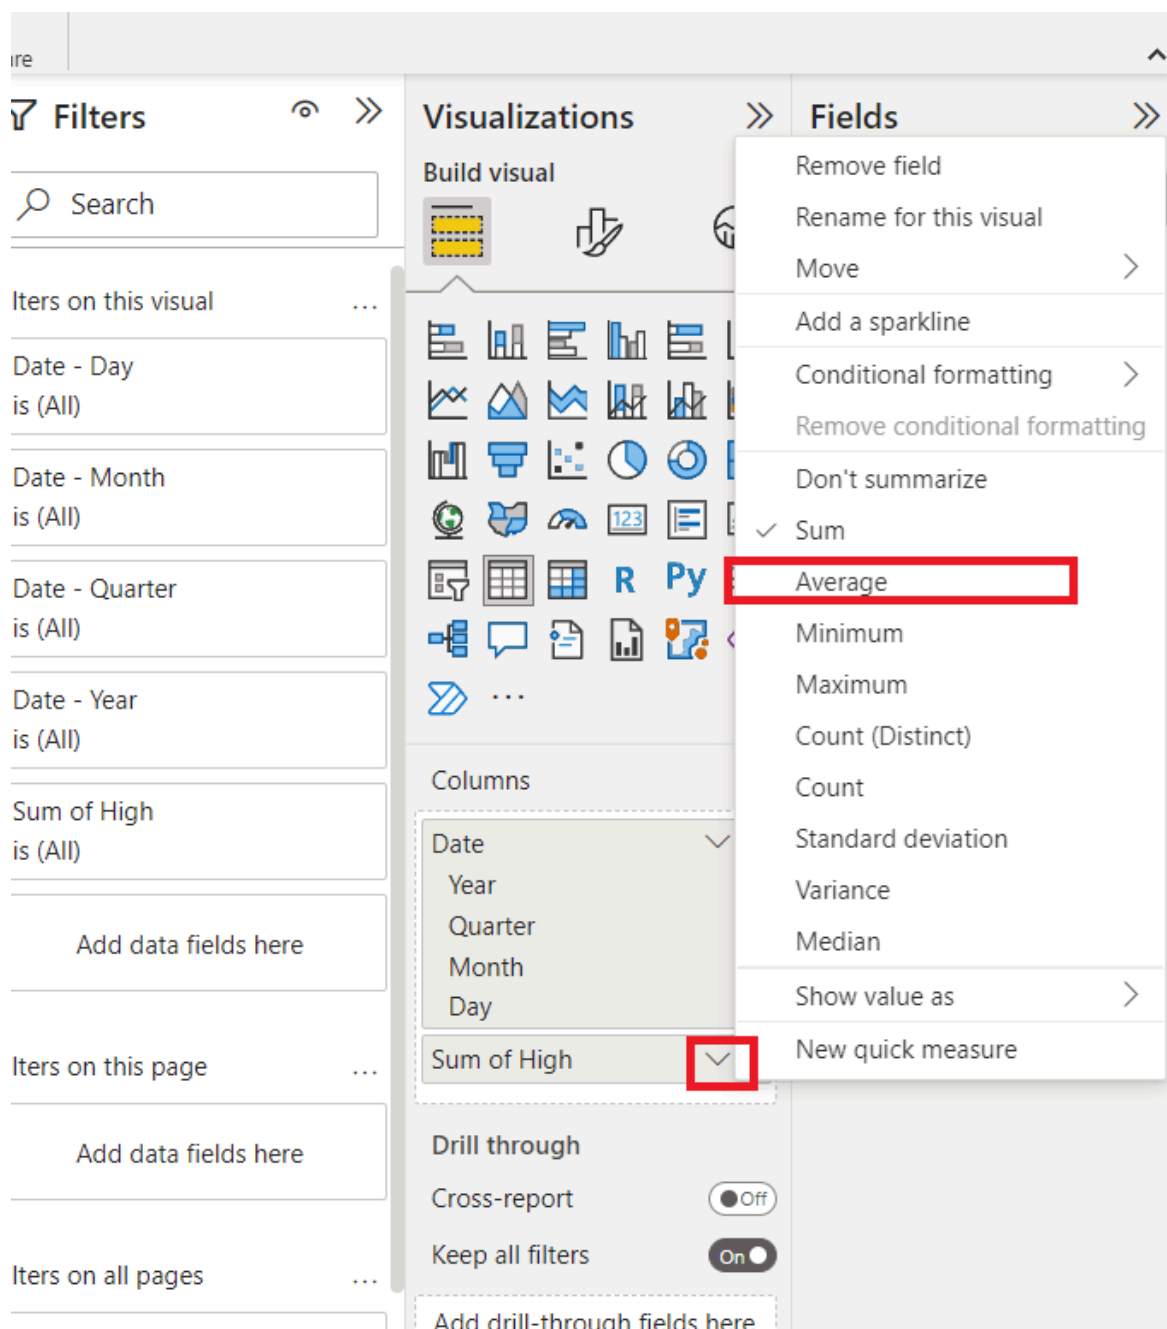 Filters
Search
lters on this visual
...
Date - Day
is (All)
Date - Month
is (All)
Date - Quarter
is (All)
Date - Year
is (All)
Sum of High
is (All)
Add data fields here
lters on this page
...
Add data fields here
lters on all pages
...
Visualizations
Build visual
123
R
Py
...
Columns
Date
Year
Quarter
Month
Day
Sum of High
Drill through
Cross-report
Off
Keep all filters
On
Add drill-through fields here
Fields
Remove field
Rename for this visual
Move
Add a sparkline
Conditional formatting
Remove conditional formatting
Don't summarize
Sum
Average
Minimum
Maximum
Count (Distinct)
Count
Standard deviation
Variance
Median
Show value as
New quick measure